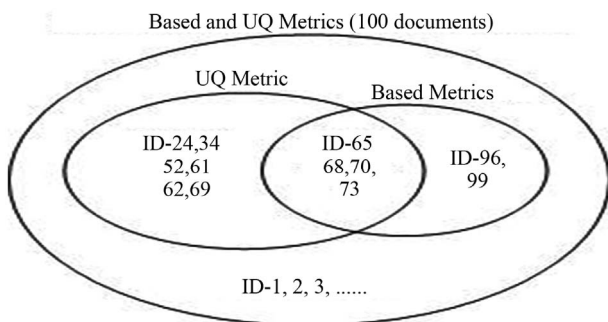 Based and UQ Metrics (100 documents)
UQ Metric
Based Metrics
ID-24,34
52,61
62,69
ID-65
68,70,
73
ID-96,
99
ID-1, 2, 3, ......